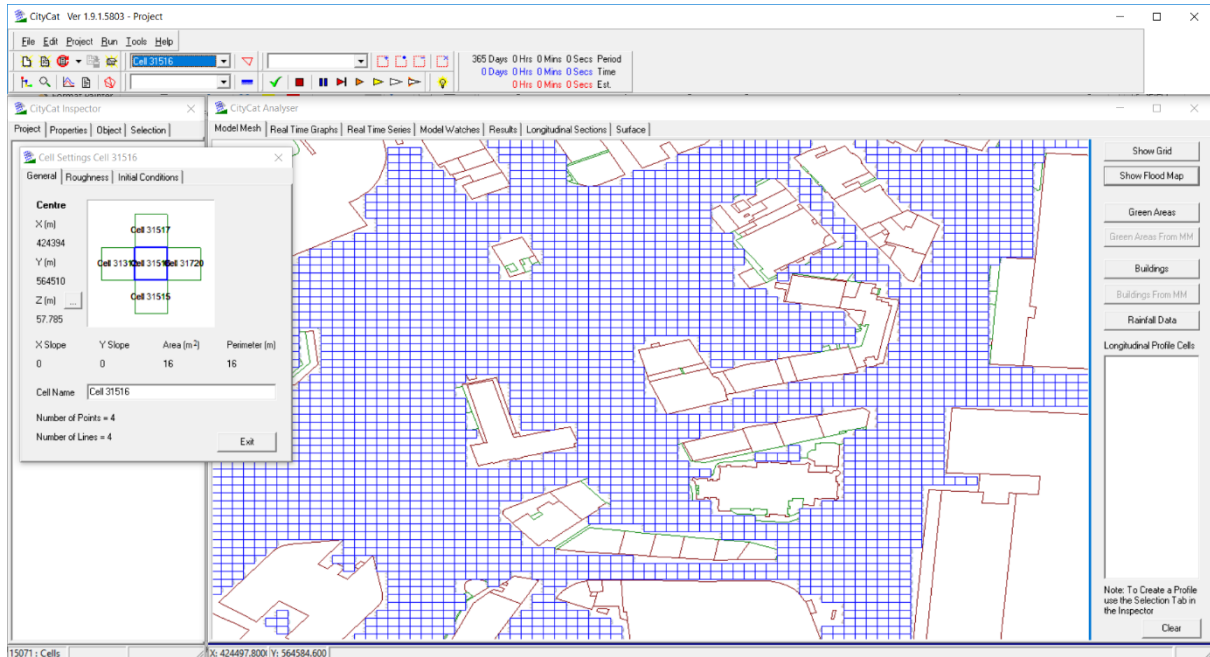 CityCat Ver 1.9.1.5803 - Project
File Edit Project Run Tools Help
Cell 31516
365 Days 0 Hrs 0 Mins 0 Secs Period
0 Days 0 Hrs 0 Mins 0 Secs Time
0 Hrs 0 Mins 0 Secs Est.
CityCat Inspector
Project Properties Object Selection
Cell Settings Cell 31516
General Roughness Initial Conditions
Centre
X (m)
424394
Y (m)
564510
Z (m) ...
57.785
Cell 31517
Cell 31720
Cell 31515
X Slope Y Slope Area (m2) Perimeter (m)
0 0 16 16
Cell Name Cell 31516
Number of Points = 4
Number of Lines = 4
Exit
CityCat Analyser
Model Mesh Real Time Graphs Real Time Series Model Watches Results Longitudinal Sections Surface
Show Grid
Show Flood Map
Green Areas
Green Areas From MM
Buildings
Buildings From MM
Rainfall Data
Longitudinal Profile Cells
Note: To Create a Profile
use the Selection Tab in
the Inspector
Clear
15071 : Cells
X: 424497.800 Y: 564584.600